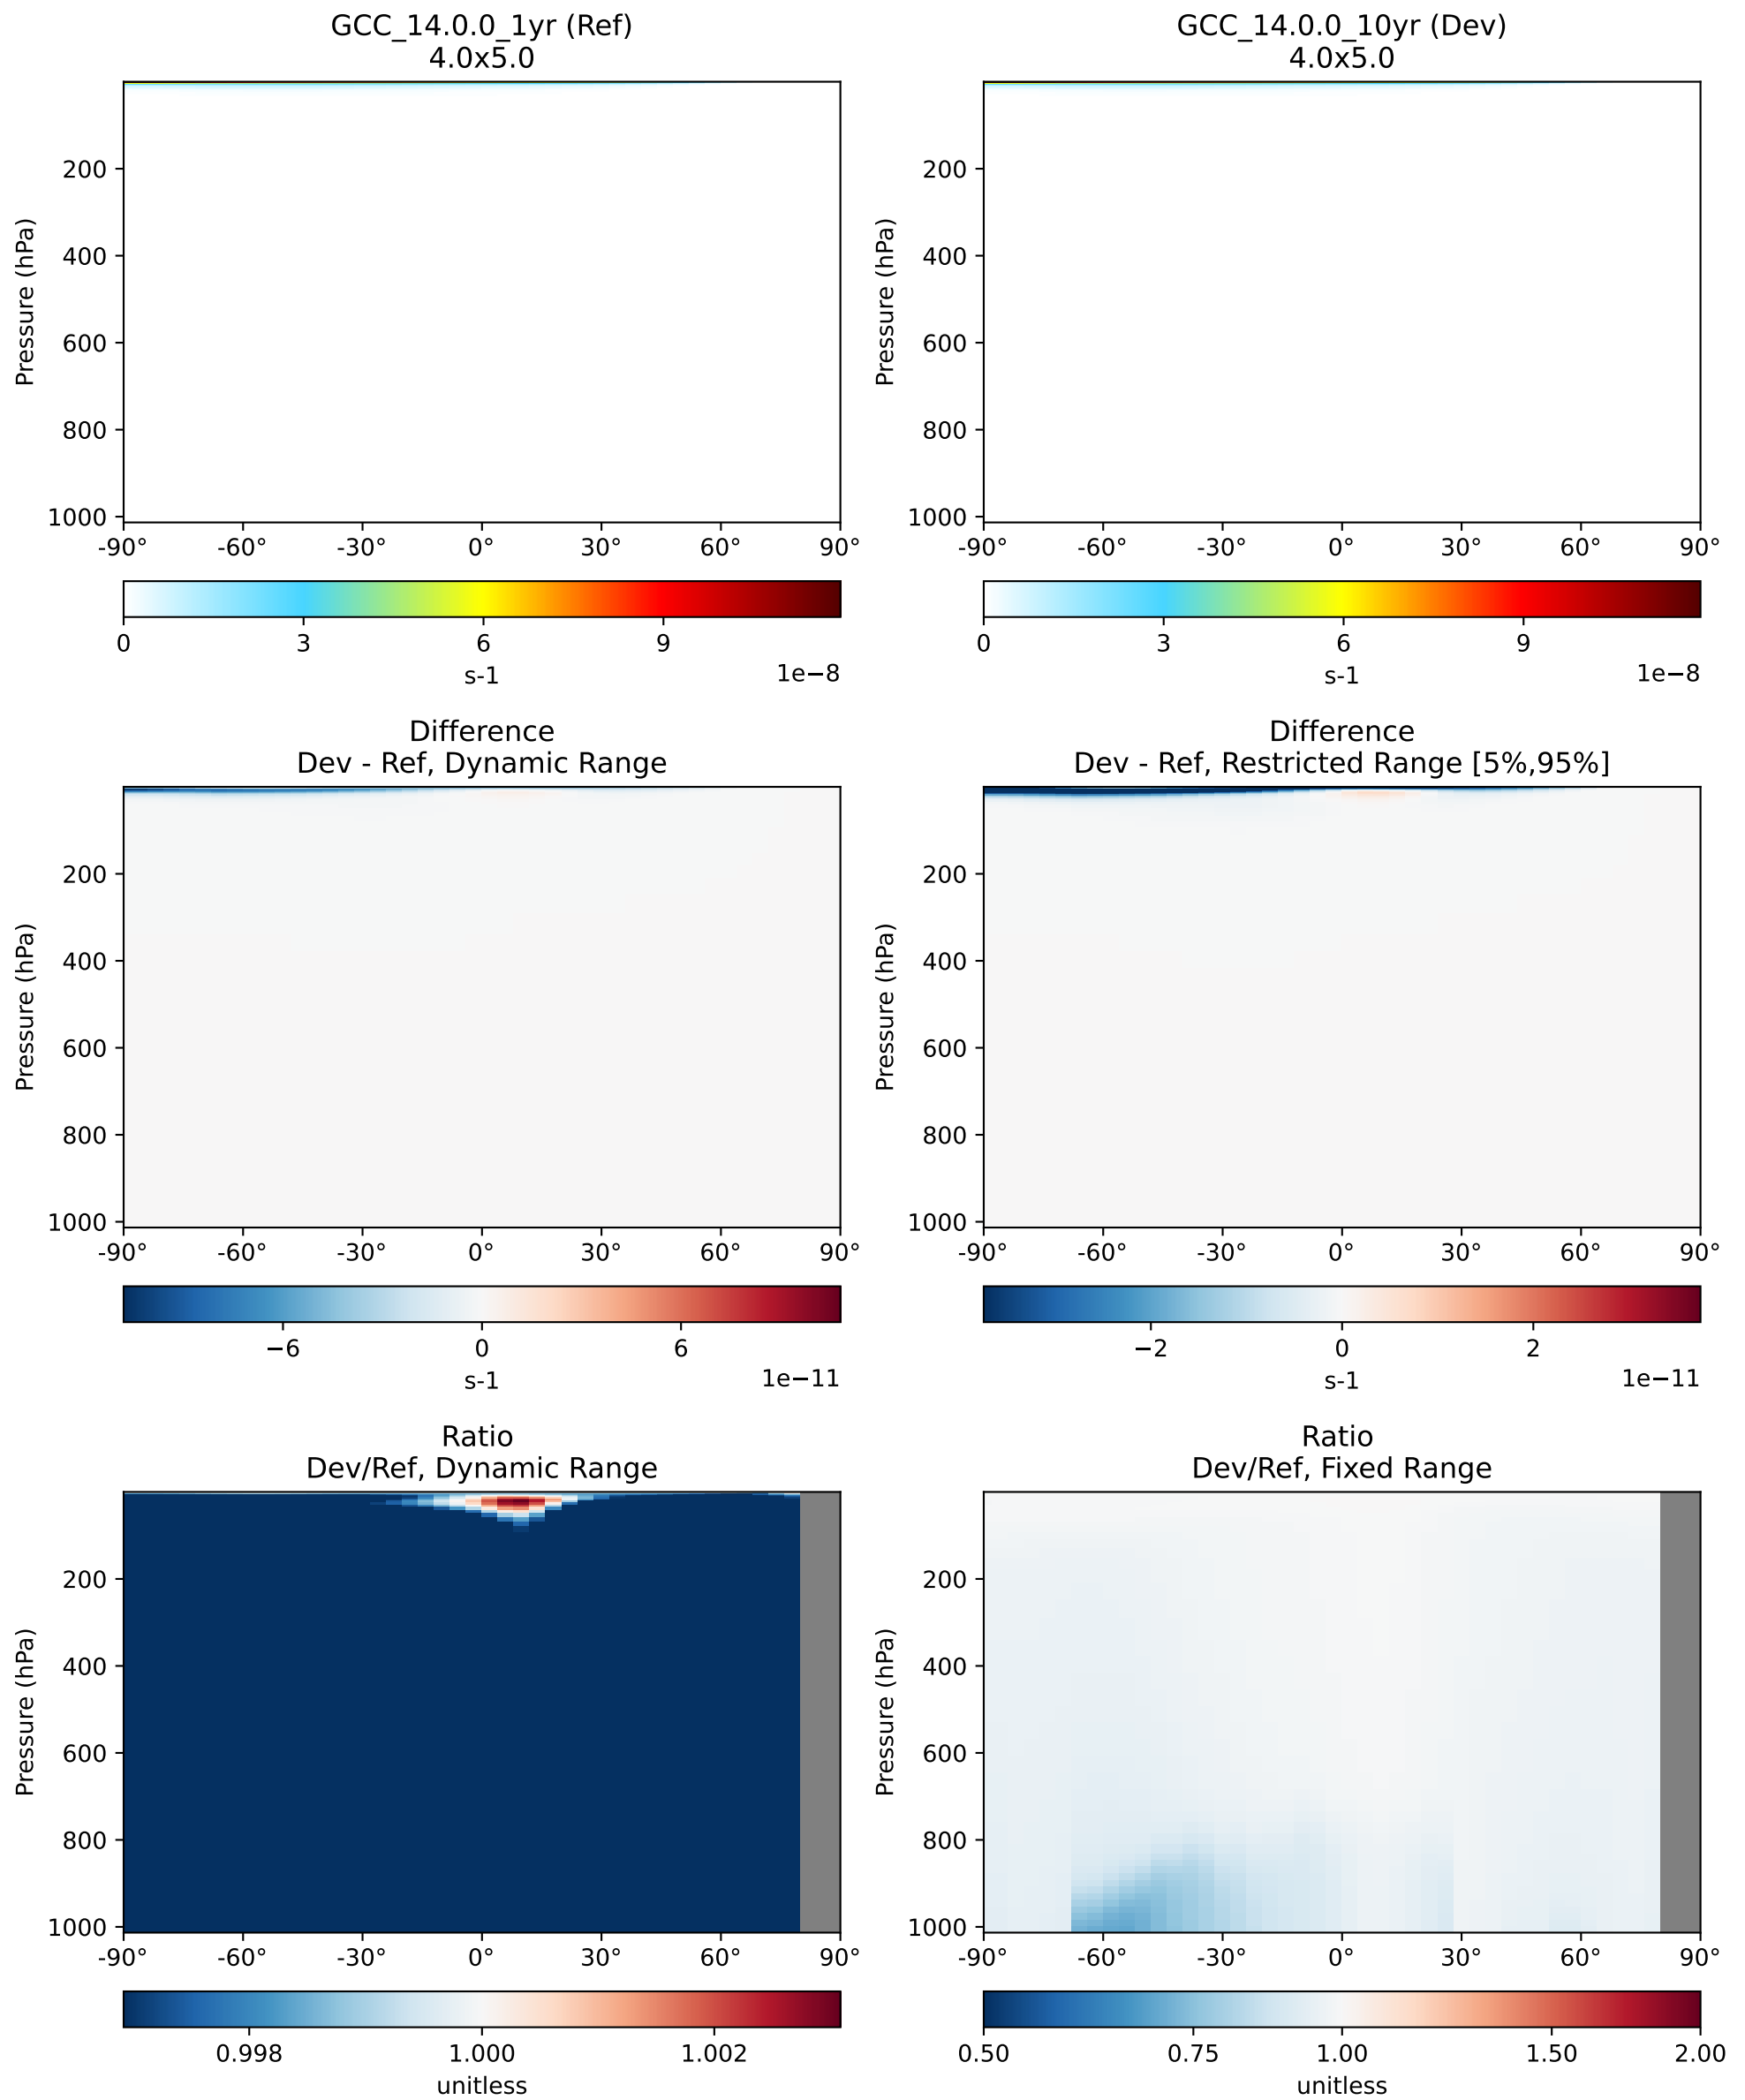 GCC_14.0.0_1yr (Ref)
4.0x5.0
Pressure (hPa)
200
400
600
800
1000
-90° -60° -30° 0° 30° 60° 90°
0 3 6 9
s-1
1e−8
GCC_14.0.0_10yr (Dev)
4.0x5.0
Pressure (hPa)
200
400
600
800
1000
-90° -60° -30° 0° 30° 60° 90°
0 3 6 9
s-1
1e−8
Difference
Dev - Ref, Dynamic Range
Pressure (hPa)
200
400
600
800
1000
-90° -60° -30° 0° 30° 60° 90°
−6 0 6
s-1
1e−11
Difference
Dev - Ref, Restricted Range [5%,95%]
Pressure (hPa)
200
400
600
800
1000
-90° -60° -30° 0° 30° 60° 90°
−2 0 2
s-1
1e−11
Ratio
Dev/Ref, Dynamic Range
Pressure (hPa)
200
400
600
800
1000
-90° -60° -30° 0° 30° 60° 90°
0.998 1.000 1.002
unitless
Ratio
Dev/Ref, Fixed Range
Pressure (hPa)
200
400
600
800
1000
-90° -60° -30° 0° 30° 60° 90°
0.50 0.75 1.00 1.50 2.00
unitless